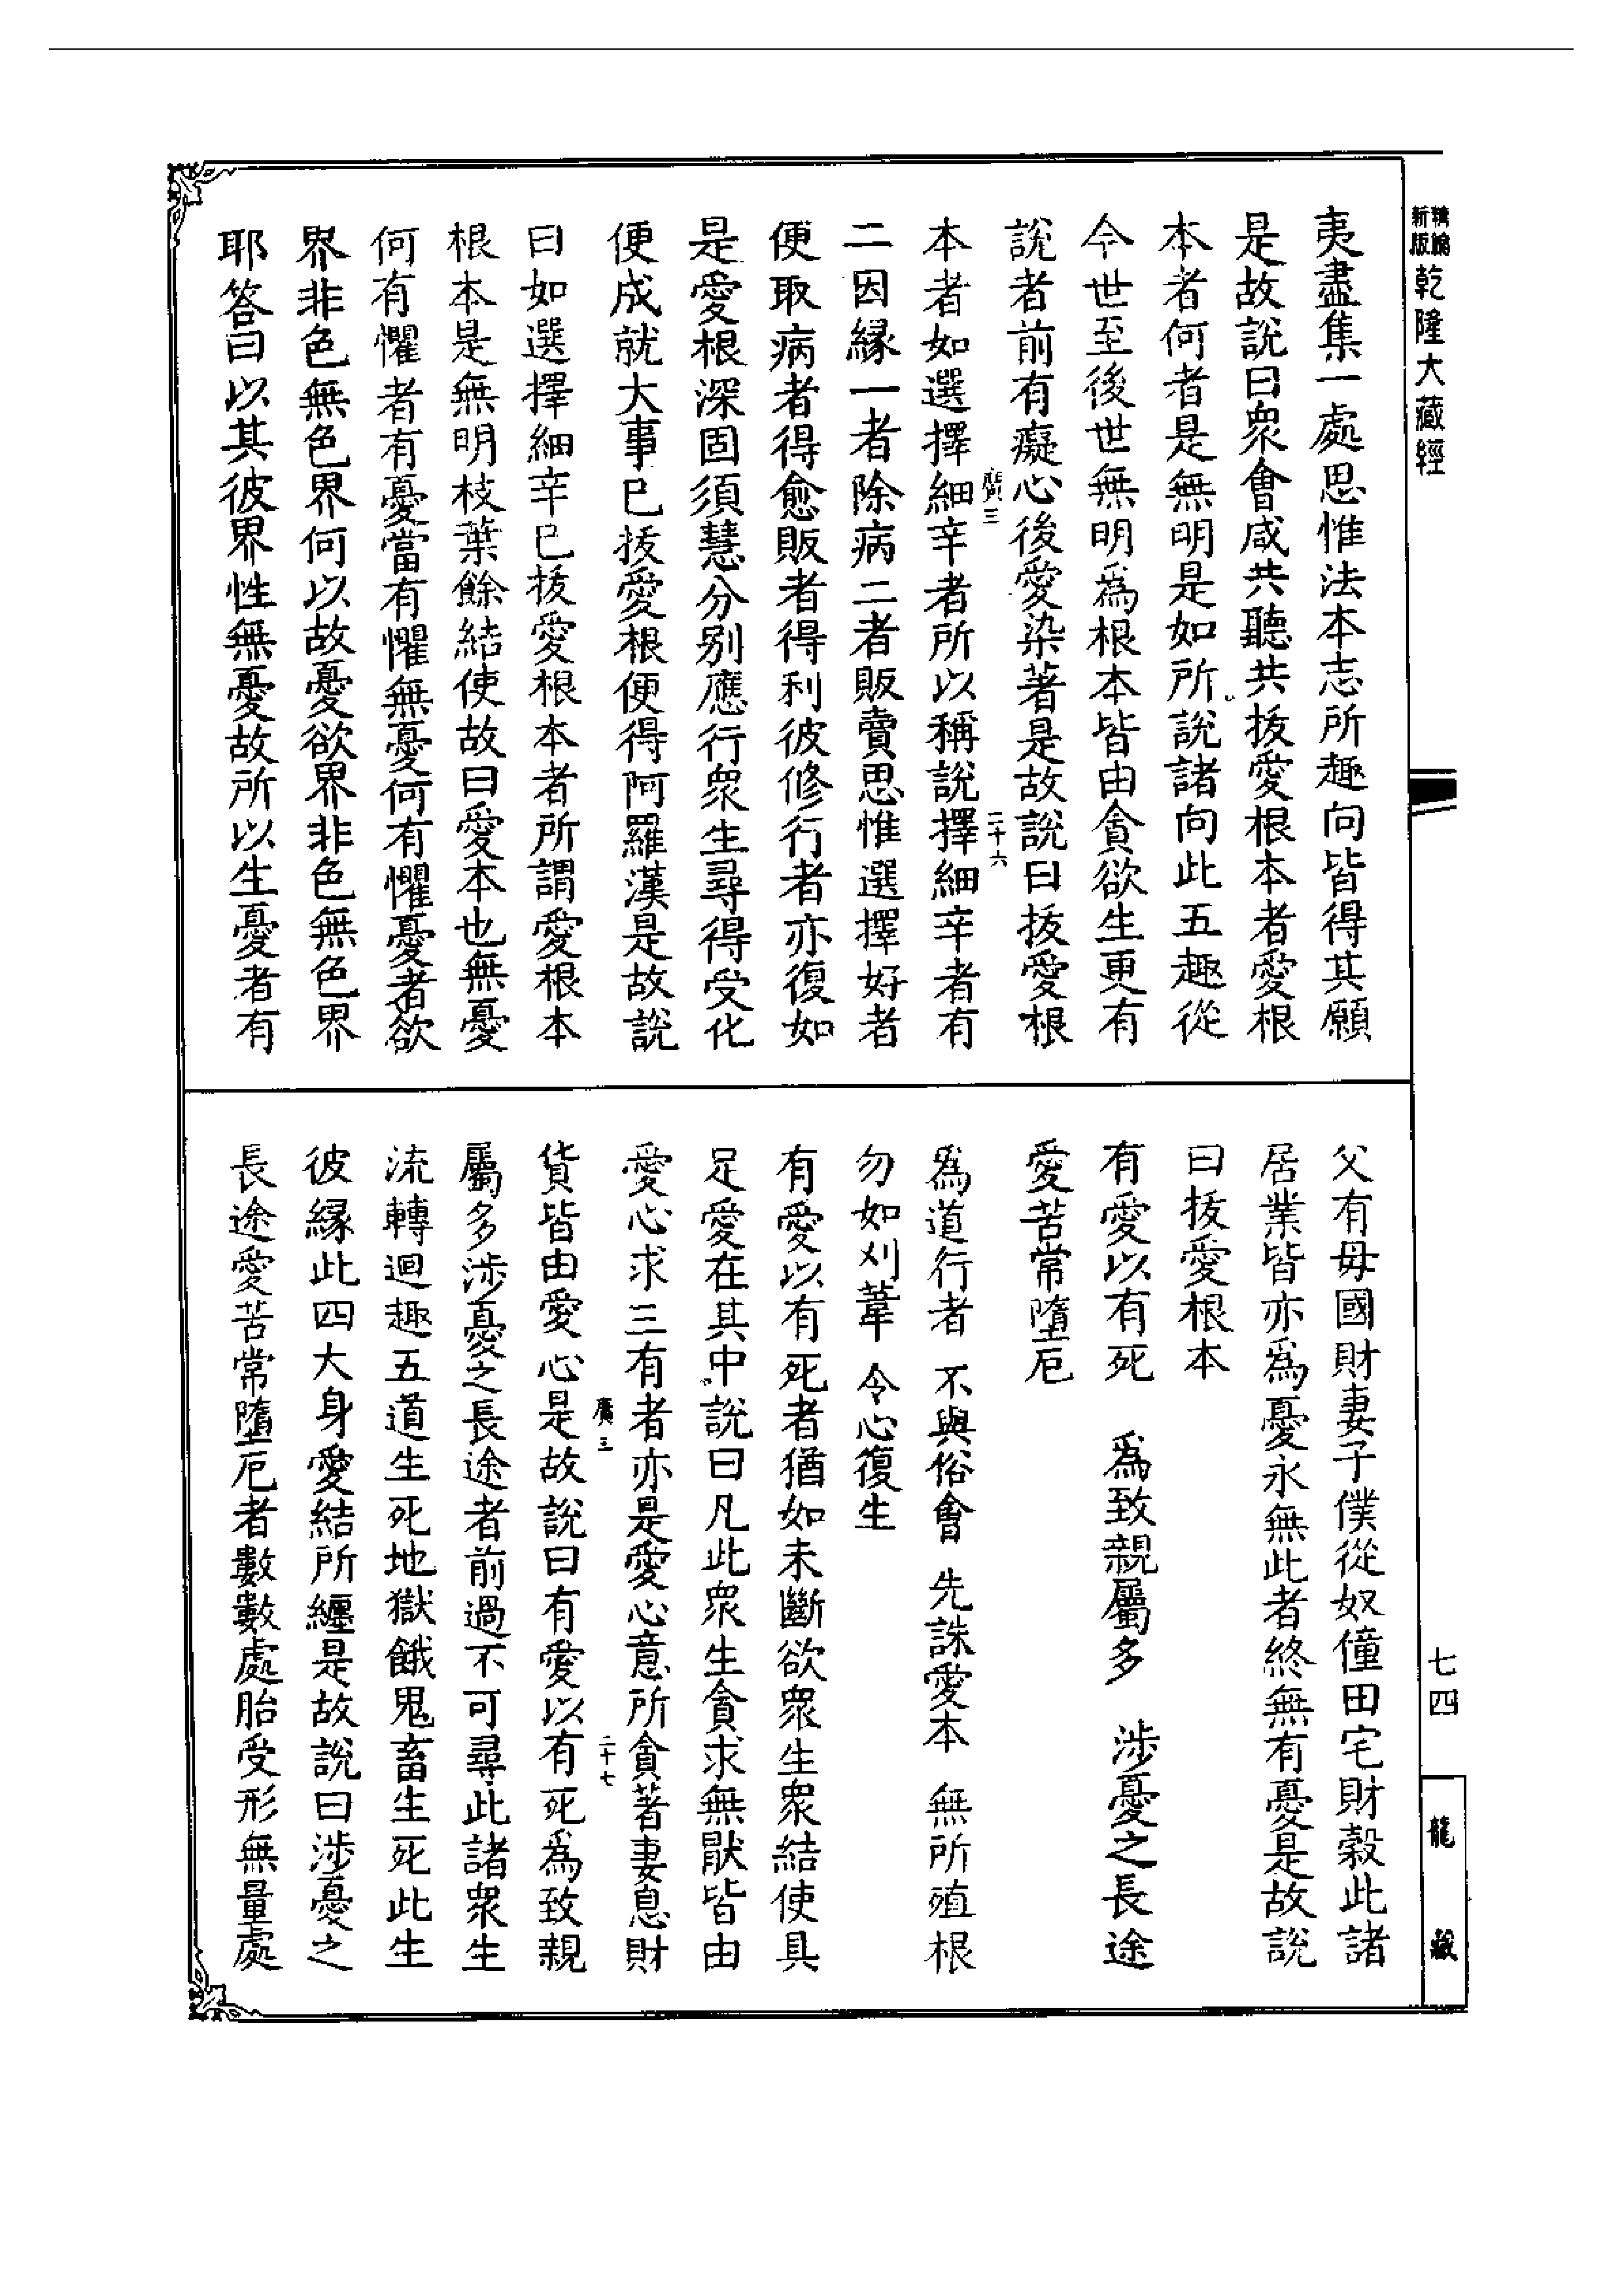 新編縮版乾隆大藏經
夷盡集一處思惟法本志所趣向皆得其願
是故說曰衆會咸共聽共拔愛根本者愛根
本者何者是無明是如所說諸向此五趣從
今世至後世無明爲根本皆由貪欲生更有
說者前有癡心後愛染著是故說曰拔愛根
廣三
二十六
本者如選擇細辛者所以稱說擇細辛者有
二因緣一者除病二者販賣思惟選擇好者
便取病者得愈販者得利彼修行者亦復如
是愛根深固須慧分别應行衆生尋得受化
便成就大事已拔愛根便得阿羅漢是故說
曰如選擇細辛已拔愛根本者所謂愛根本
根本是無明枝葉餘結使故曰愛本也無憂
何有懼者有憂當有懼無憂何有懼憂者欲
界非色無色界何以故憂欲界非色無色界
耶答曰以其彼界性無憂故所以生憂者有
父有母國財妻子僕從奴僮田宅財穀此諸
居業皆亦爲憂永無此者終無有憂是故說
曰拔愛根本
有愛以有死　爲致親屬多　涉憂之長途
愛苦常墮厄
爲道行者　不與俗會　先誅愛本　無所殖根
勿如刈葦　令心復生
有愛以有死者猶如未斷欲衆生衆結使具
足愛在其中說曰凡此衆生貪求無厭皆由
愛心求三有者亦是愛心意所貪著妻息財
廣三
二十七
貨皆由愛心是故說曰有愛以有死爲致親
屬多涉憂之長途者前過不可尋此諸衆生
流轉迴趣五道生死地獄餓鬼畜生死此生
彼緣此四大身愛結所纏是故說曰涉憂之
長途愛苦常墮厄者數數處胎受形無量處
七四
龍藏